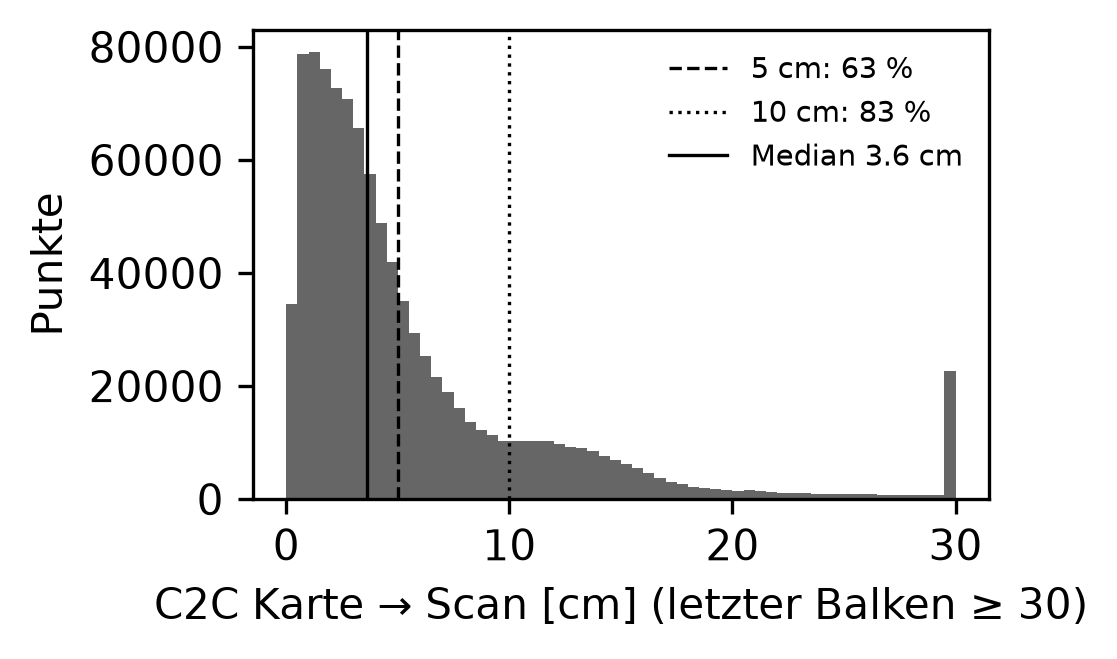 80000
60000
40000
20000
0
Punkte
5 cm: 63 %
10 cm: 83 %
Median 3.6 cm
0 10 20 30
C2C Karte → Scan [cm] (letzter Balken ≥ 30)